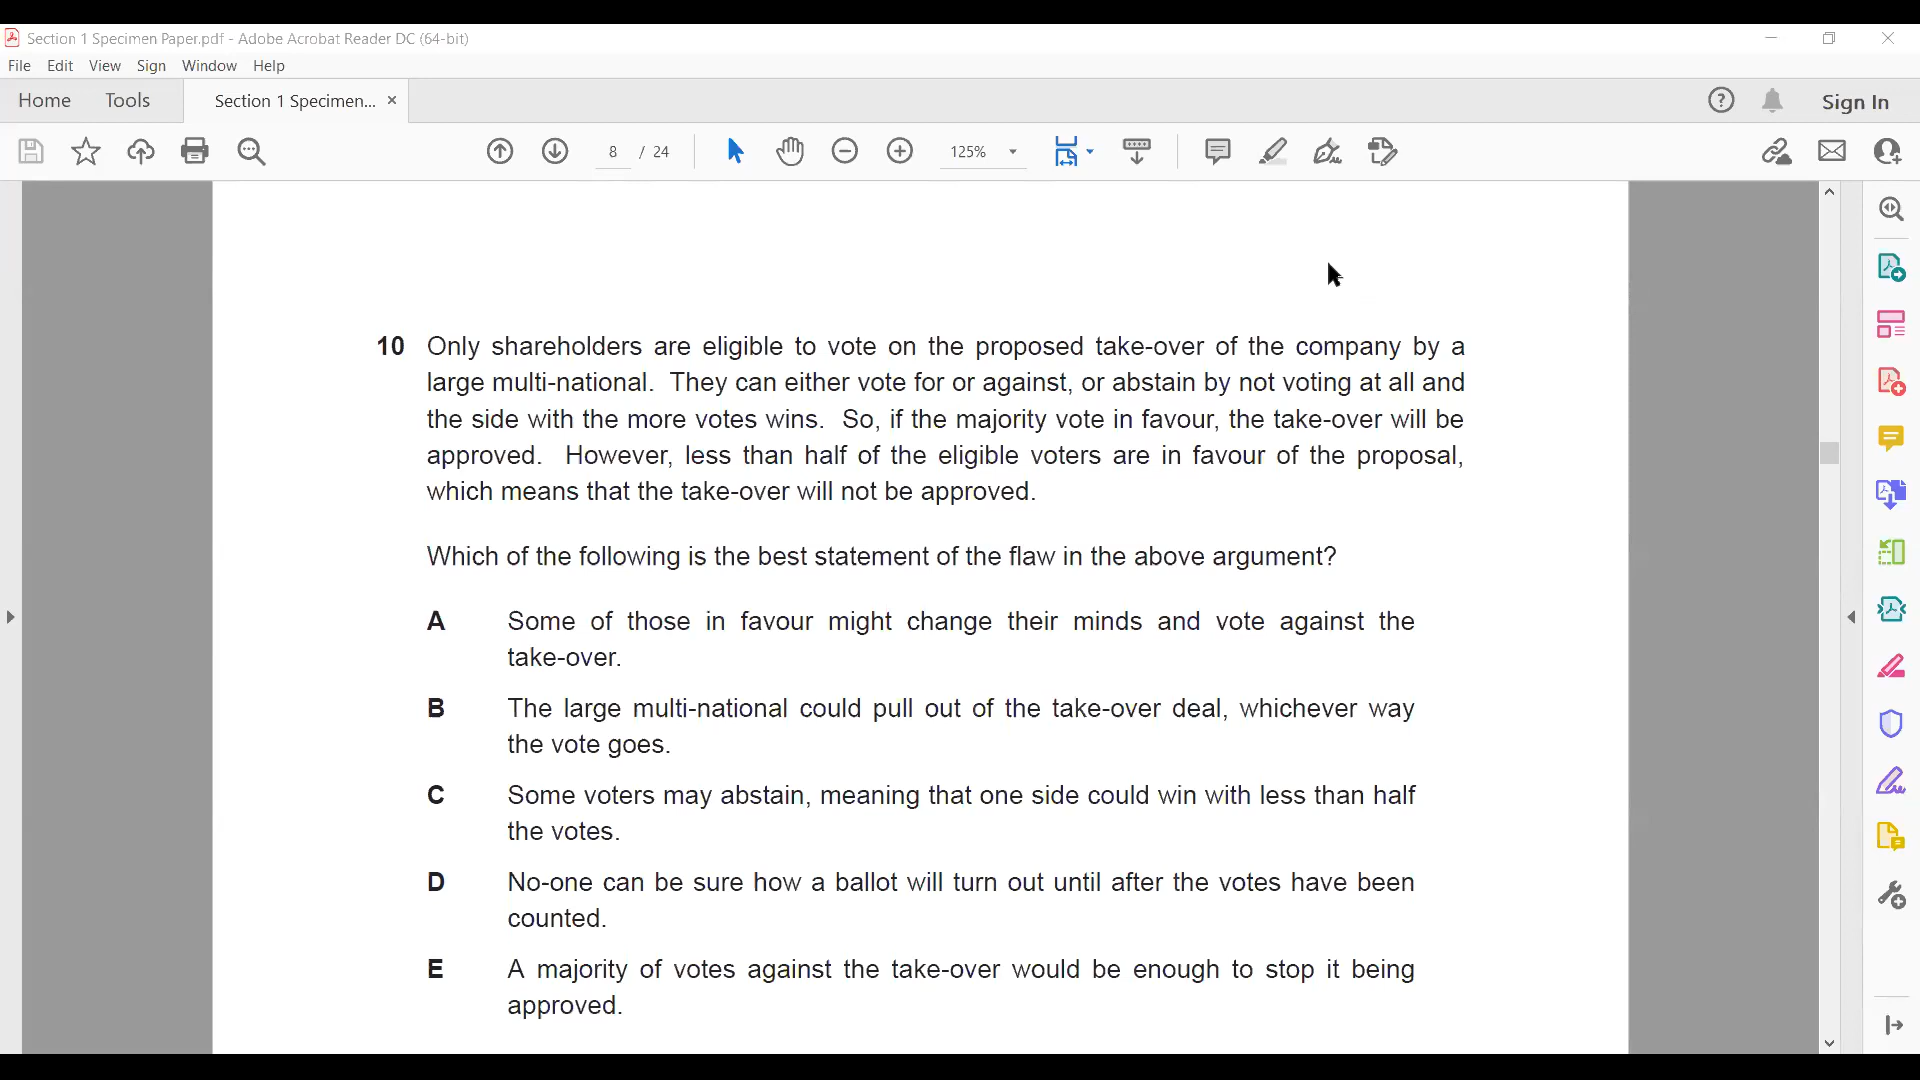 Section 1 Specimen Paper.pdf - Adobe Acrobat Reader DC (64-bit)
File Edit View Sign Window Help
Home Tools Section 1 Specimen... × Sign In
8 / 24 125%
10 Only shareholders are eligible to vote on the proposed take-over of the company by a
large multi-national. They can either vote for or against, or abstain by not voting at all and
the side with the more votes wins. So, if the majority vote in favour, the take-over will be
approved. However, less than half of the eligible voters are in favour of the proposal,
which means that the take-over will not be approved.
Which of the following is the best statement of the flaw in the above argument?
A Some of those in favour might change their minds and vote against the
take-over.
B The large multi-national could pull out of the take-over deal, whichever way
the vote goes.
C Some voters may abstain, meaning that one side could win with less than half
the votes.
D No-one can be sure how a ballot will turn out until after the votes have been
counted.
E A majority of votes against the take-over would be enough to stop it being
approved.